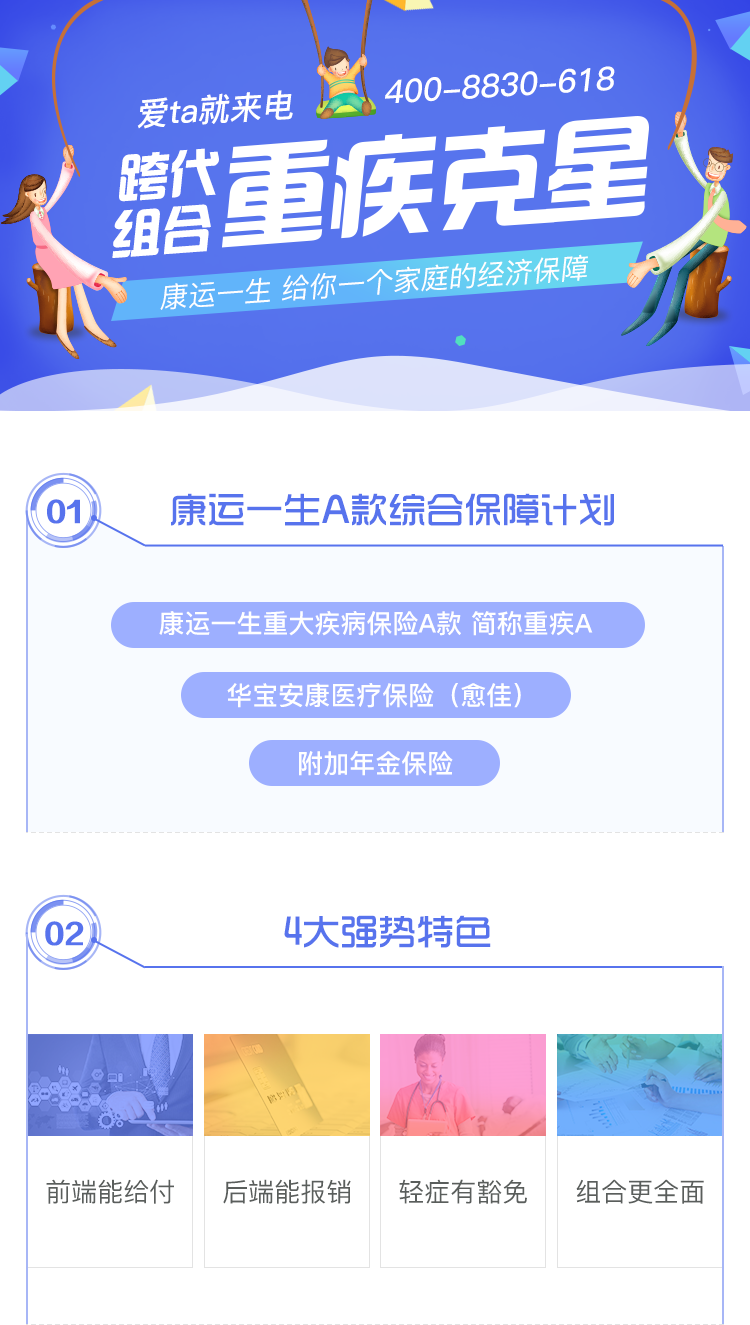 爱ta就来电 400-8830-618
跨代组合 重疾克星
康运一生 给你一个家庭的经济保障
01 康运一生A款综合保障计划
康运一生重大疾病保险A款 简称重疾A
华宝安康医疗保险（愈佳）
附加年金保险
02 4大强势特色
前端能给付
后端能报销
轻症有豁免
组合更全面